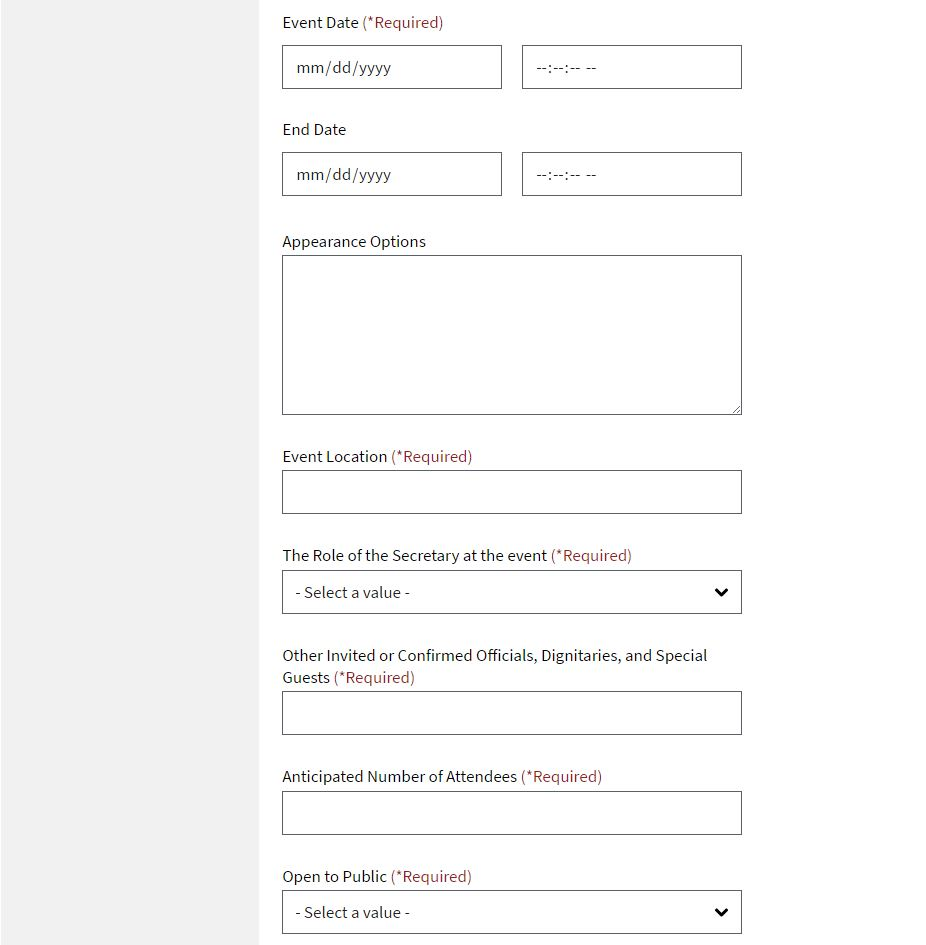 Event Date (*Required)
mm/dd/yyyy --:--:-- --
End Date
mm/dd/yyyy --:--:-- --
Appearance Options
Event Location (*Required)
The Role of the Secretary at the event (*Required)
- Select a value -
Other Invited or Confirmed Officials, Dignitaries, and Special
Guests (*Required)
Anticipated Number of Attendees (*Required)
Open to Public (*Required)
- Select a value -